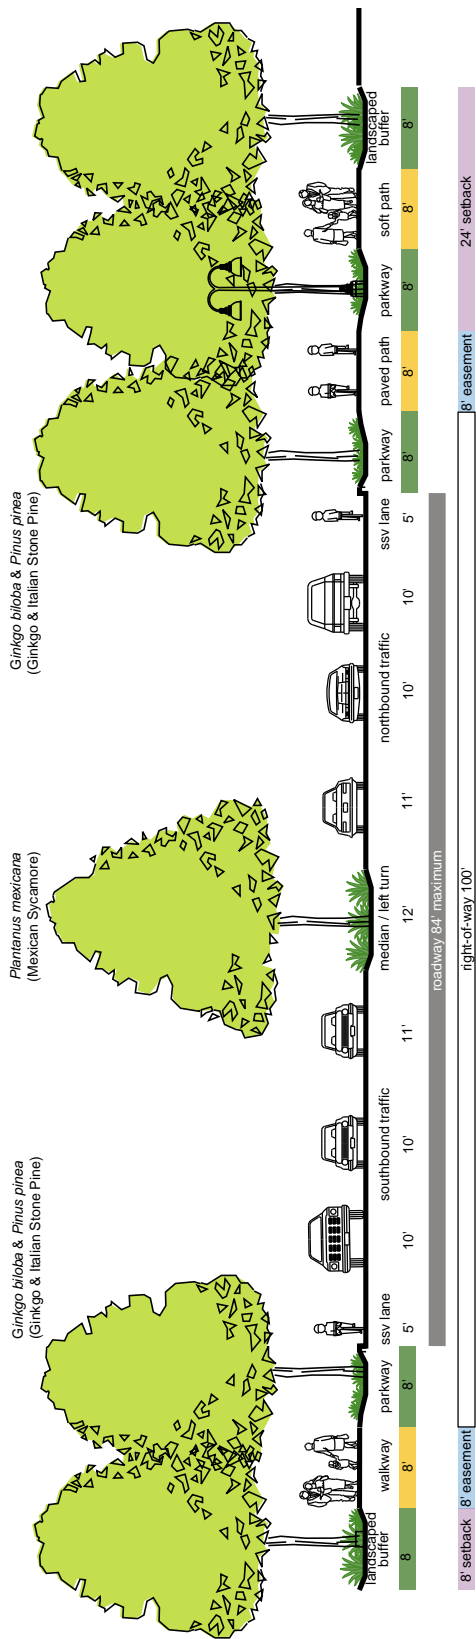 Ginkgo biloba & Pinus pinea
(Ginkgo & Italian Stone Pine)
Plantanus mexicana
(Mexican Sycamore)
Ginkgo biloba & Pinus pinea
(Ginkgo & Italian Stone Pine)
landscaped
buffer
walkway
parkway
ssv lane
southbound traffic
median / left turn
northbound traffic
ssv lane
parkway
paved path
parkway
soft path
landscaped
buffer
8
8'
8'
5'
10'
10'
11'
12'
11'
10'
10'
5'
8'
8'
8'
8'
8'
roadway 84' maximum
8' setback
8' easement
right-of-way 100'
8' easement
24' setback